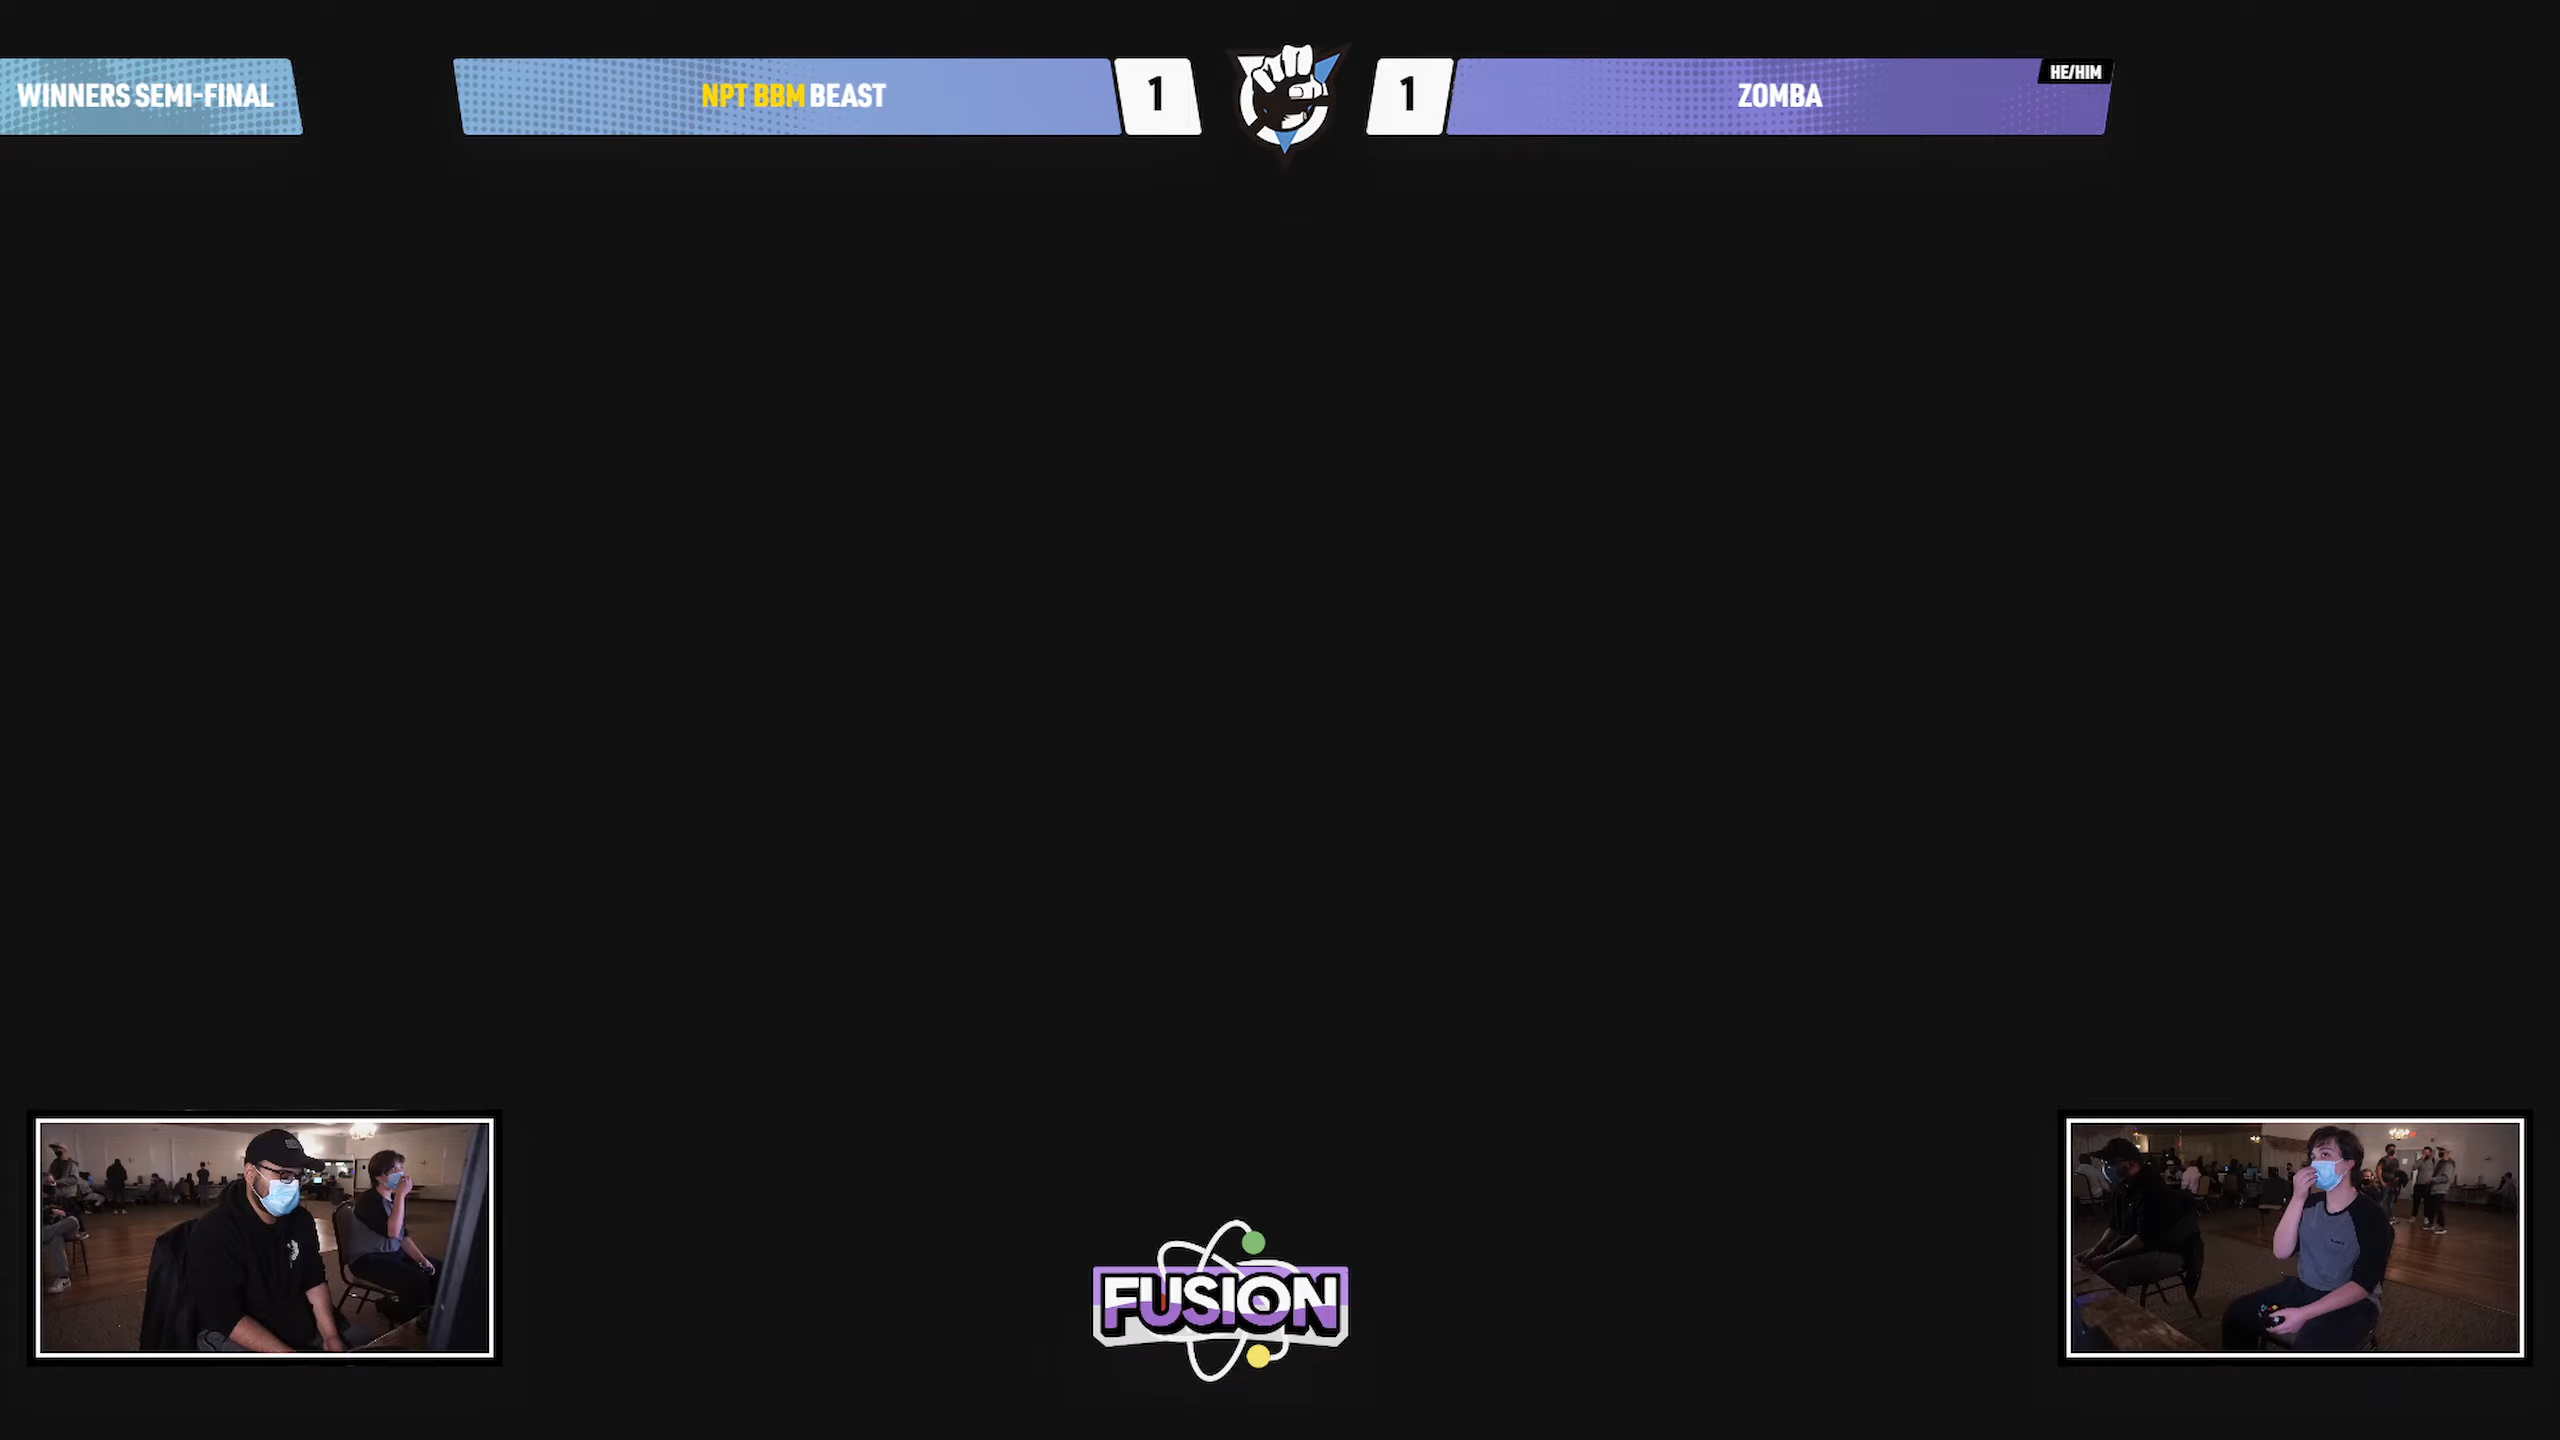 WINNERS SEMI-FINAL
NPT BBM BEAST
1
1
ZOMBA
HE/HIM
FUSION